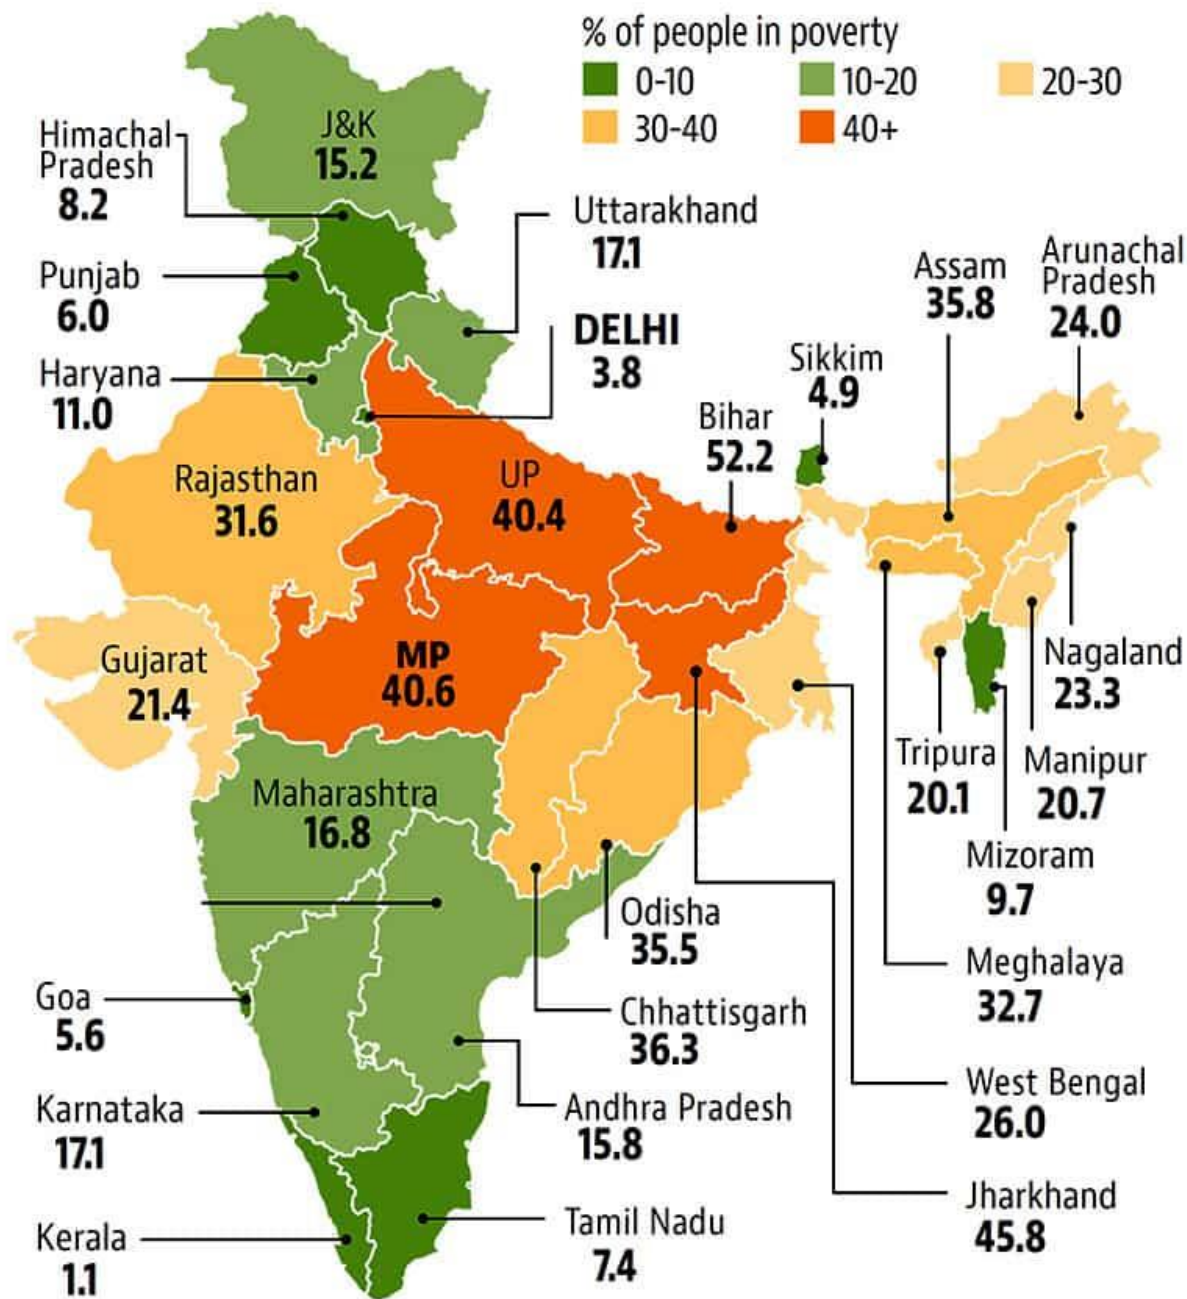 % of people in poverty
0-10
10-20
20-30
30-40
40+
J&K
15.2
Himachal
Pradesh
8.2
Uttarakhand
17.1
Punjab
6.0
DELHI
3.8
Haryana
11.0
Assam
35.8
Arunachal
Pradesh
24.0
Sikkim
4.9
Bihar
52.2
Rajasthan
31.6
UP
40.4
Gujarat
21.4
MP
40.6
Nagaland
23.3
Tripura
20.1
Manipur
20.7
Maharashtra
16.8
Mizoram
9.7
Odisha
35.5
Meghalaya
32.7
Goa
5.6
Chhattisgarh
36.3
West Bengal
26.0
Karnataka
17.1
Andhra Pradesh
15.8
Jharkhand
45.8
Kerala
1.1
Tamil Nadu
7.4